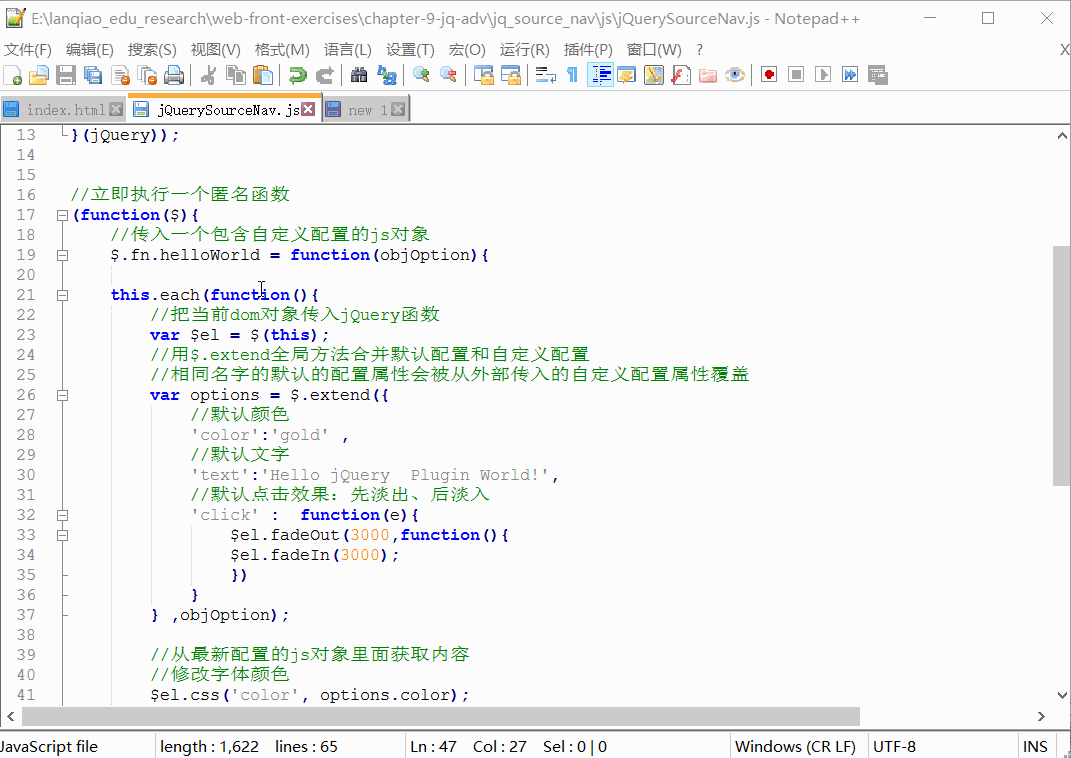 E:\lanqiao_edu_research\web-front-exercises\chapter-9-jq-adv\jq_source_nav\js\jQuerySourceNav.js - Notepad++
文件(F) 编辑(E) 搜索(S) 视图(V) 格式(M) 语言(L) 设置(T) 宏(O) 运行(R) 插件(P) 窗口(W) ? X
index.html jQuerySourceNav.js new 1
13 }(jQuery));
14
15
16 //立即执行一个匿名函数
17 (function($){
18 //传入一个包含自定义配置的js对象
19 $.fn.helloWorld = function(objOption){
20
21 this.each(function(){
22 //把当前dom对象传入jQuery函数
23 var $el = $(this);
24 //用$.extend全局方法合并默认配置和自定义配置
25 //相同名字的默认的配置属性会被从外部传入的自定义配置属性覆盖
26 var options = $.extend({
27 //默认颜色
28 'color':'gold' ,
29 //默认文字
30 'text':'Hello jQuery  Plugin World!',
31 //默认点击效果：先淡出、后淡入
32 'click' :  function(e){
33 $el.fadeOut(3000,function(){
34 $el.fadeIn(3000);
35 })
36 }
37 } ,objOption);
38
39 //从最新配置的js对象里面获取内容
40 //修改字体颜色
41 $el.css('color', options.color);
JavaScript file length : 1,622 lines : 65 Ln : 47 Col : 27 Sel : 0 | 0 Windows (CR LF) UTF-8 INS